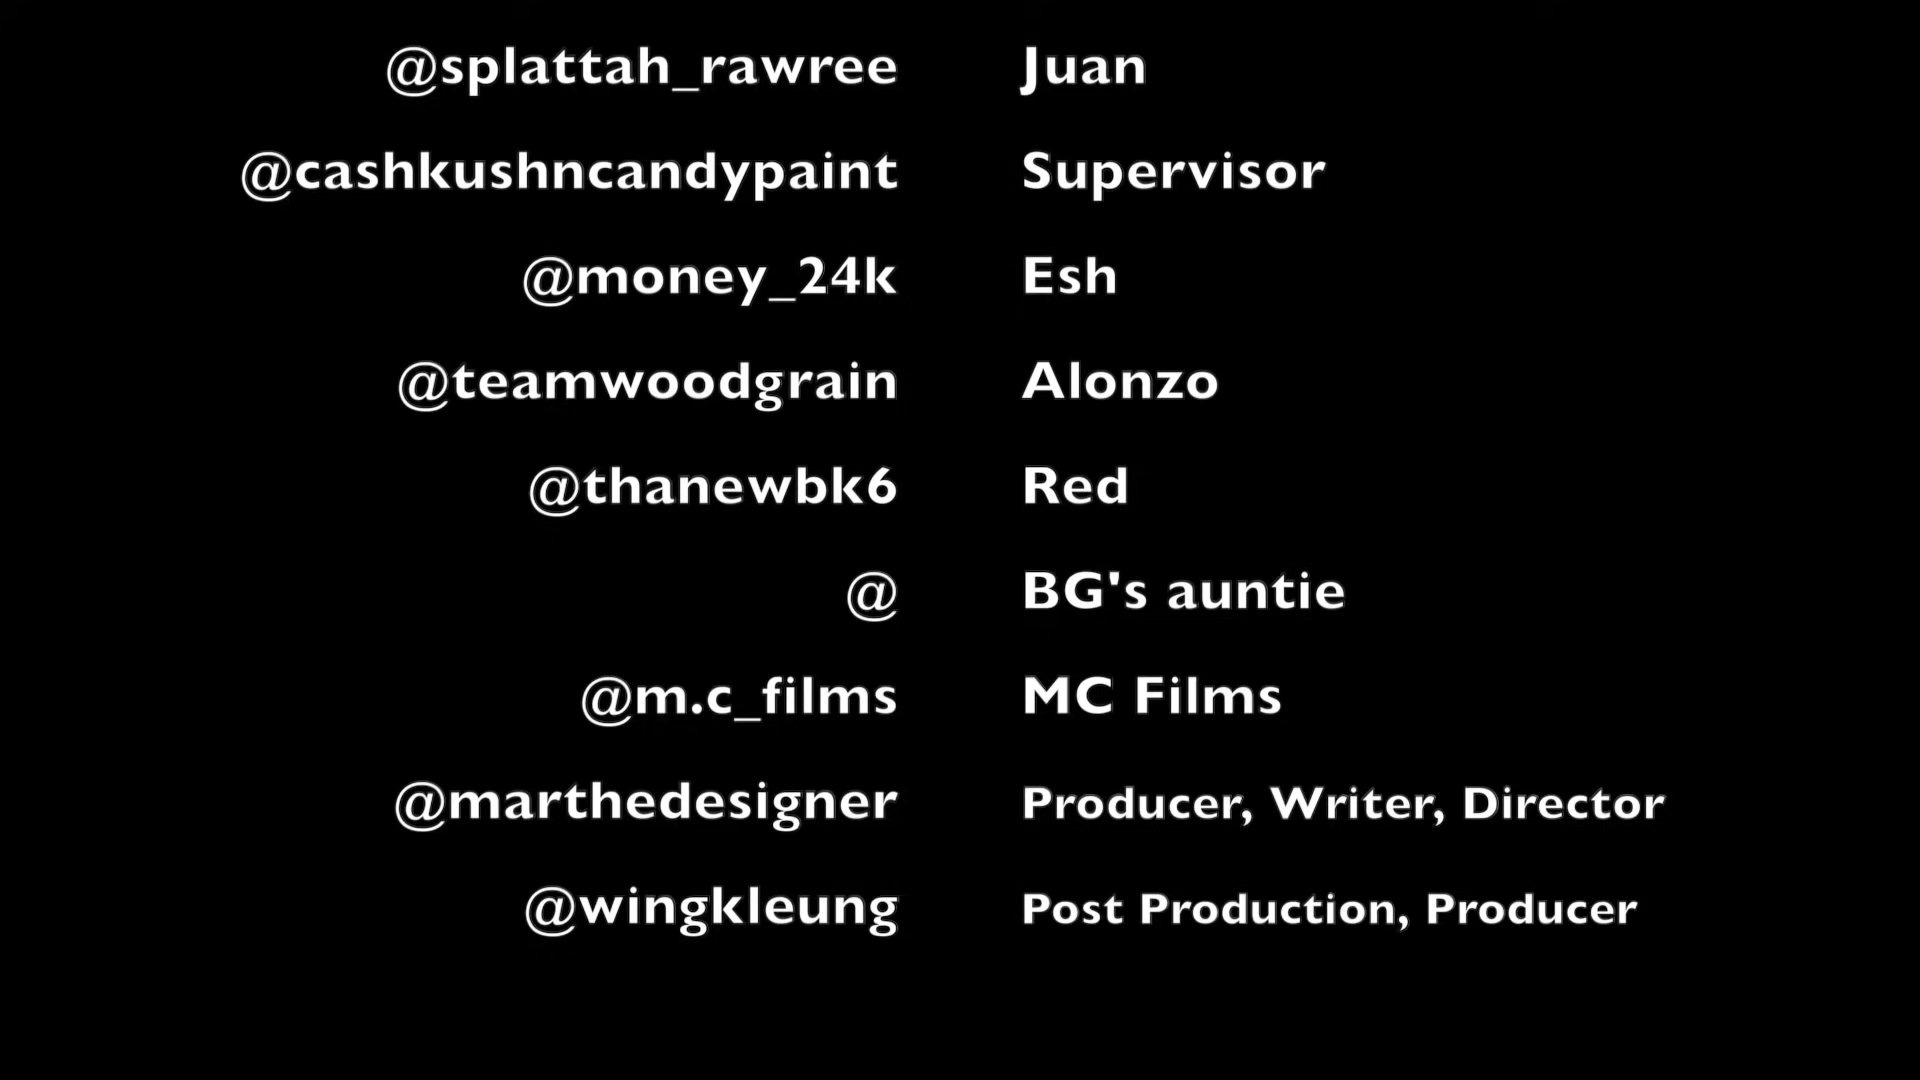 @splattah_rawree Juan
@cashkushncandypaint Supervisor
@money_24k Esh
@teamwoodgrain Alonzo
@thanewbk6 Red
@ BG's auntie
@m.c_films MC Films
@marthedesigner Producer, Writer, Director
@wingkleung Post Production, Producer